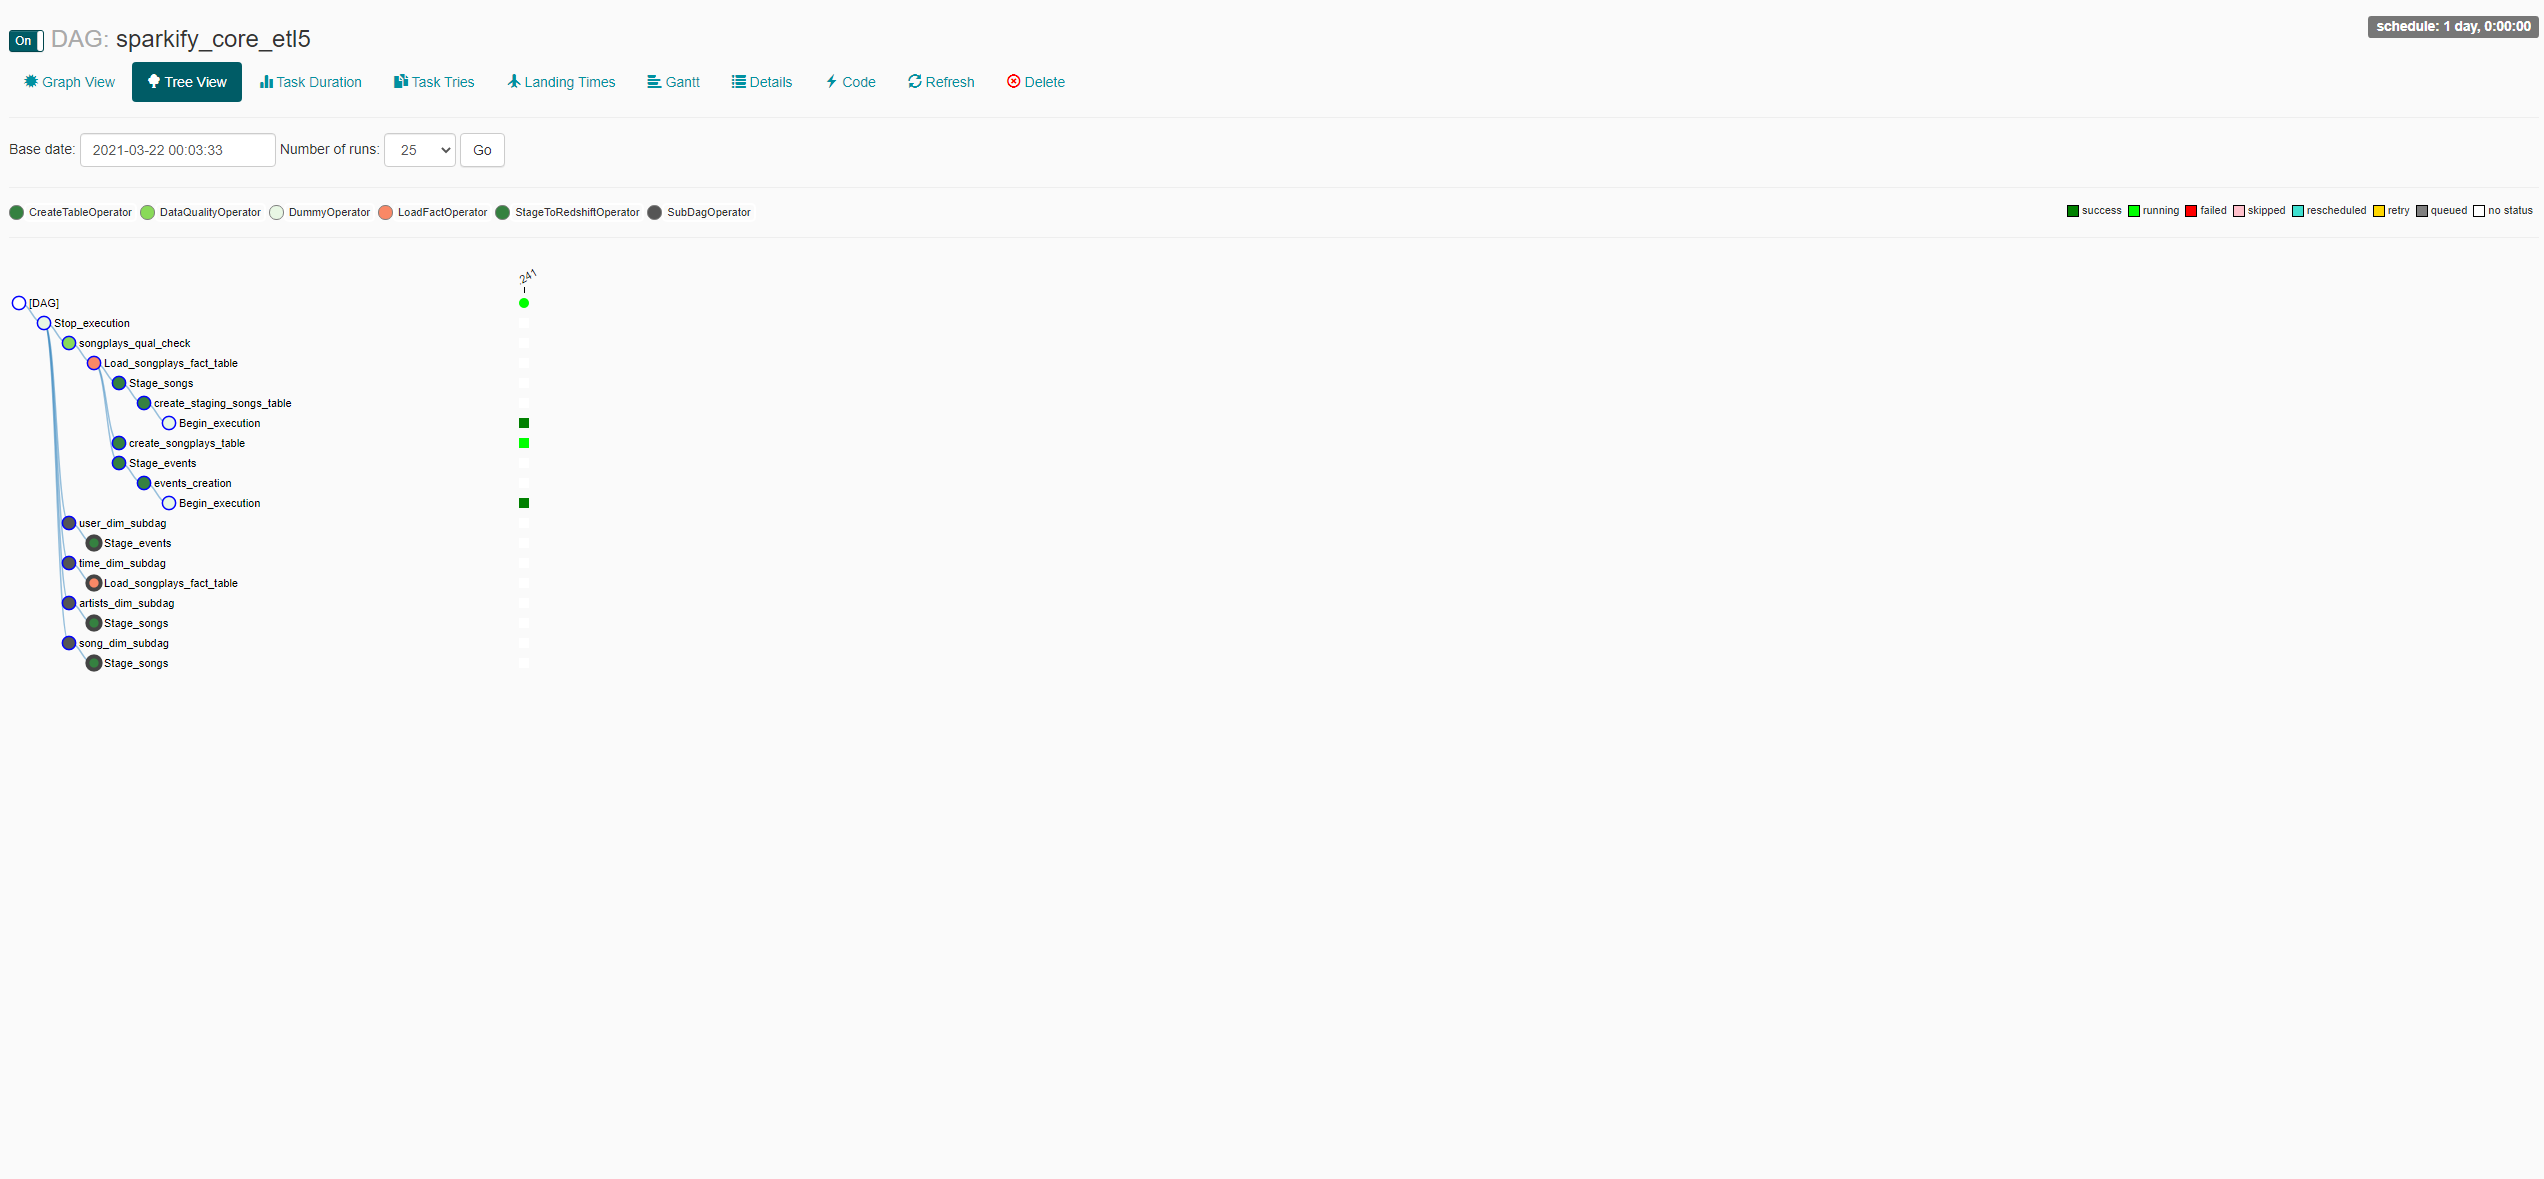 On DAG: sparkify_core_etl5 schedule: 1 day, 0:00:00
Graph View Tree View Task Duration Task Tries Landing Times Gantt Details Code Refresh Delete
Base date: 2021-03-22 00:03:33 Number of runs: 25 Go
CreateTableOperator DataQualityOperator DummyOperator LoadFactOperator StageToRedshiftOperator SubDagOperator success running failed skipped rescheduled retry queued no status
.241
[DAG]
Stop_execution
songplays_qual_check
Load_songplays_fact_table
Stage_songs
create_staging_songs_table
Begin_execution
create_songplays_table
Stage_events
events_creation
Begin_execution
user_dim_subdag
Stage_events
time_dim_subdag
Load_songplays_fact_table
artists_dim_subdag
Stage_songs
song_dim_subdag
Stage_songs